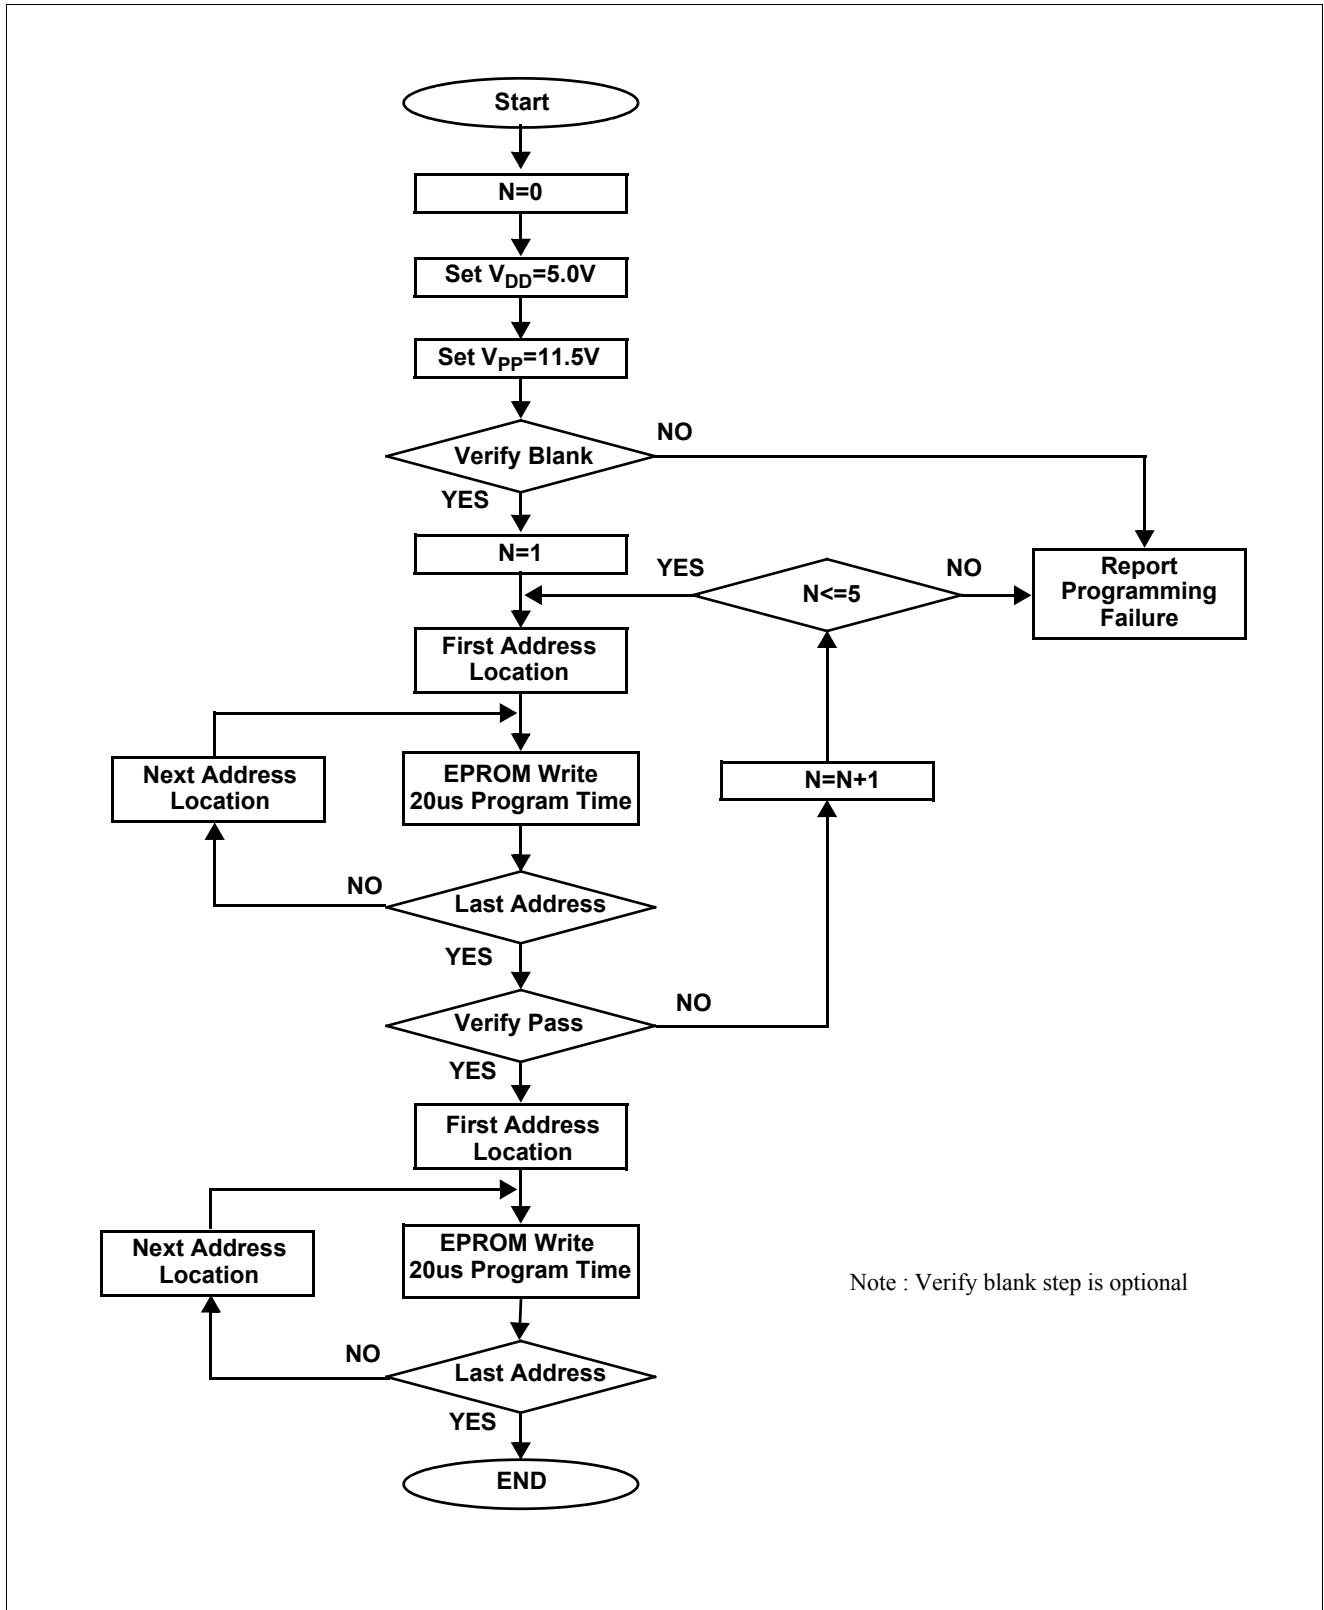 Start
N=0
Set VDD=5.0V
Set VPP=11.5V
Verify Blank
NO
YES
N=1
YES
N<=5
NO
Report
Programming
Failure
First Address
Location
Next Address
Location
EPROM Write
20us Program Time
N=N+1
NO
Last Address
YES
Verify Pass
NO
YES
First Address
Location
Next Address
Location
EPROM Write
20us Program Time
Note : Verify blank step is optional
NO
Last Address
YES
END